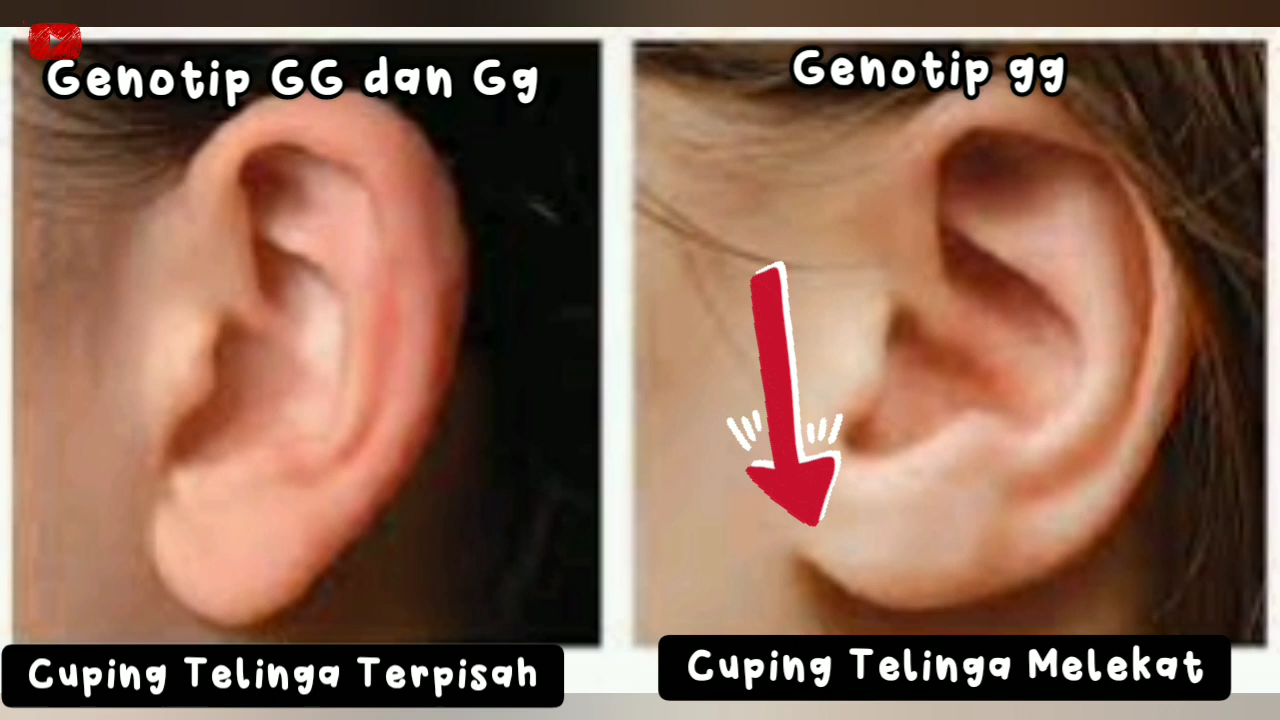 Genotip GG dan Gg
Genotip gg
Cuping Telinga Terpisah
Cuping Telinga Melekat